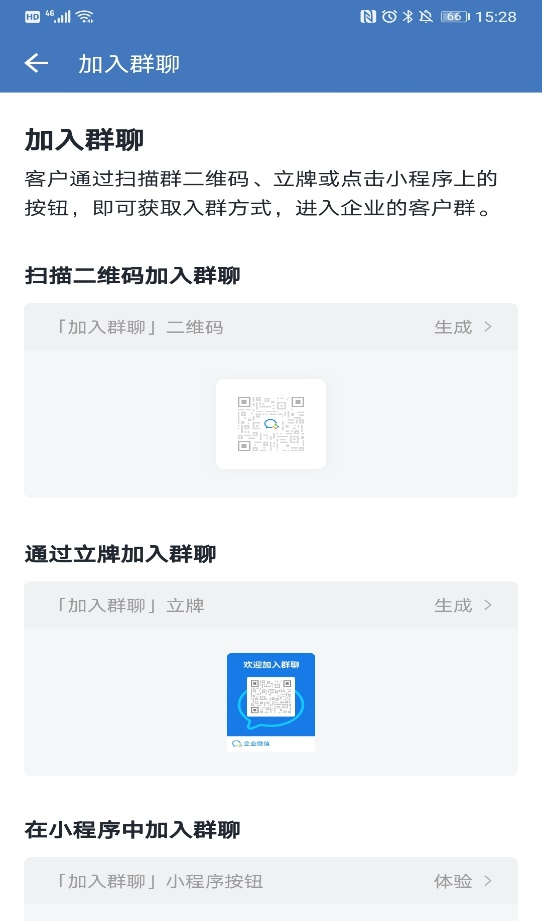 HD 4G 66 15:28
加入群聊
加入群聊
客户通过扫描群二维码、立牌或点击小程序上的
按钮，即可获取入群方式，进入企业的客户群。
扫描二维码加入群聊
「加入群聊」二维码 生成
通过立牌加入群聊
「加入群聊」立牌 生成
欢迎加入群聊
企业微信
在小程序中加入群聊
「加入群聊」小程序按钮 体验